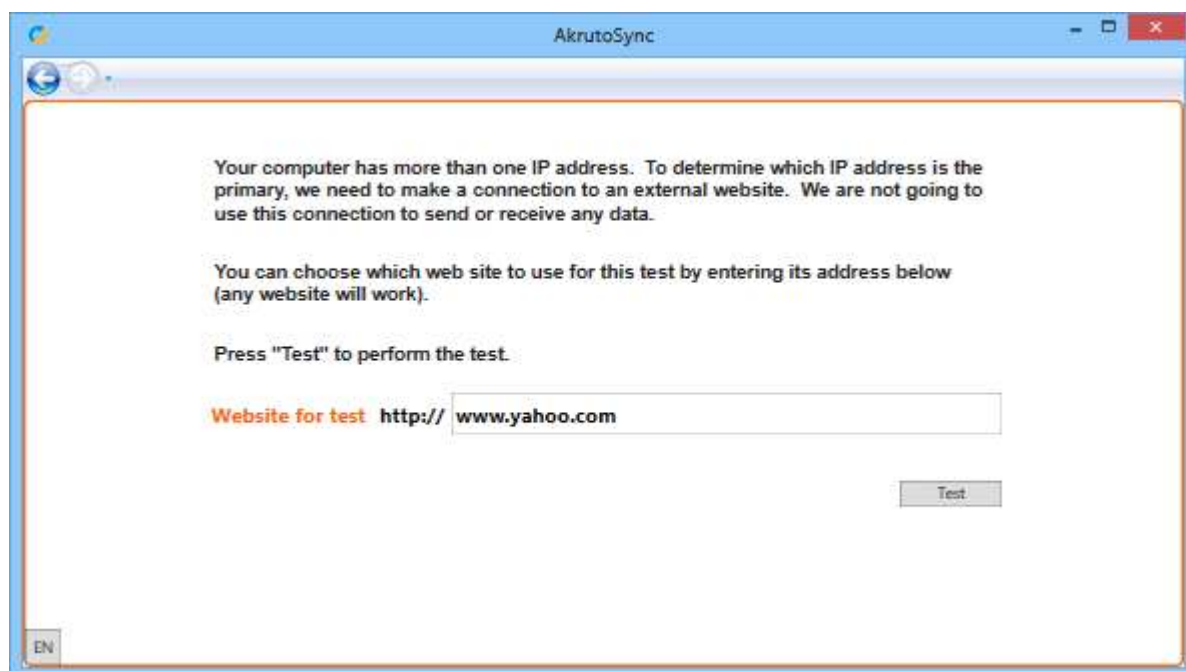 AkrutoSync
Your computer has more than one IP address.  To determine which IP address is the
primary, we need to make a connection to an external website.  We are not going to
use this connection to send or receive any data.
You can choose which web site to use for this test by entering its address below
(any website will work).
Press "Test" to perform the test.
Website for test http:// www.yahoo.com
Test
EN